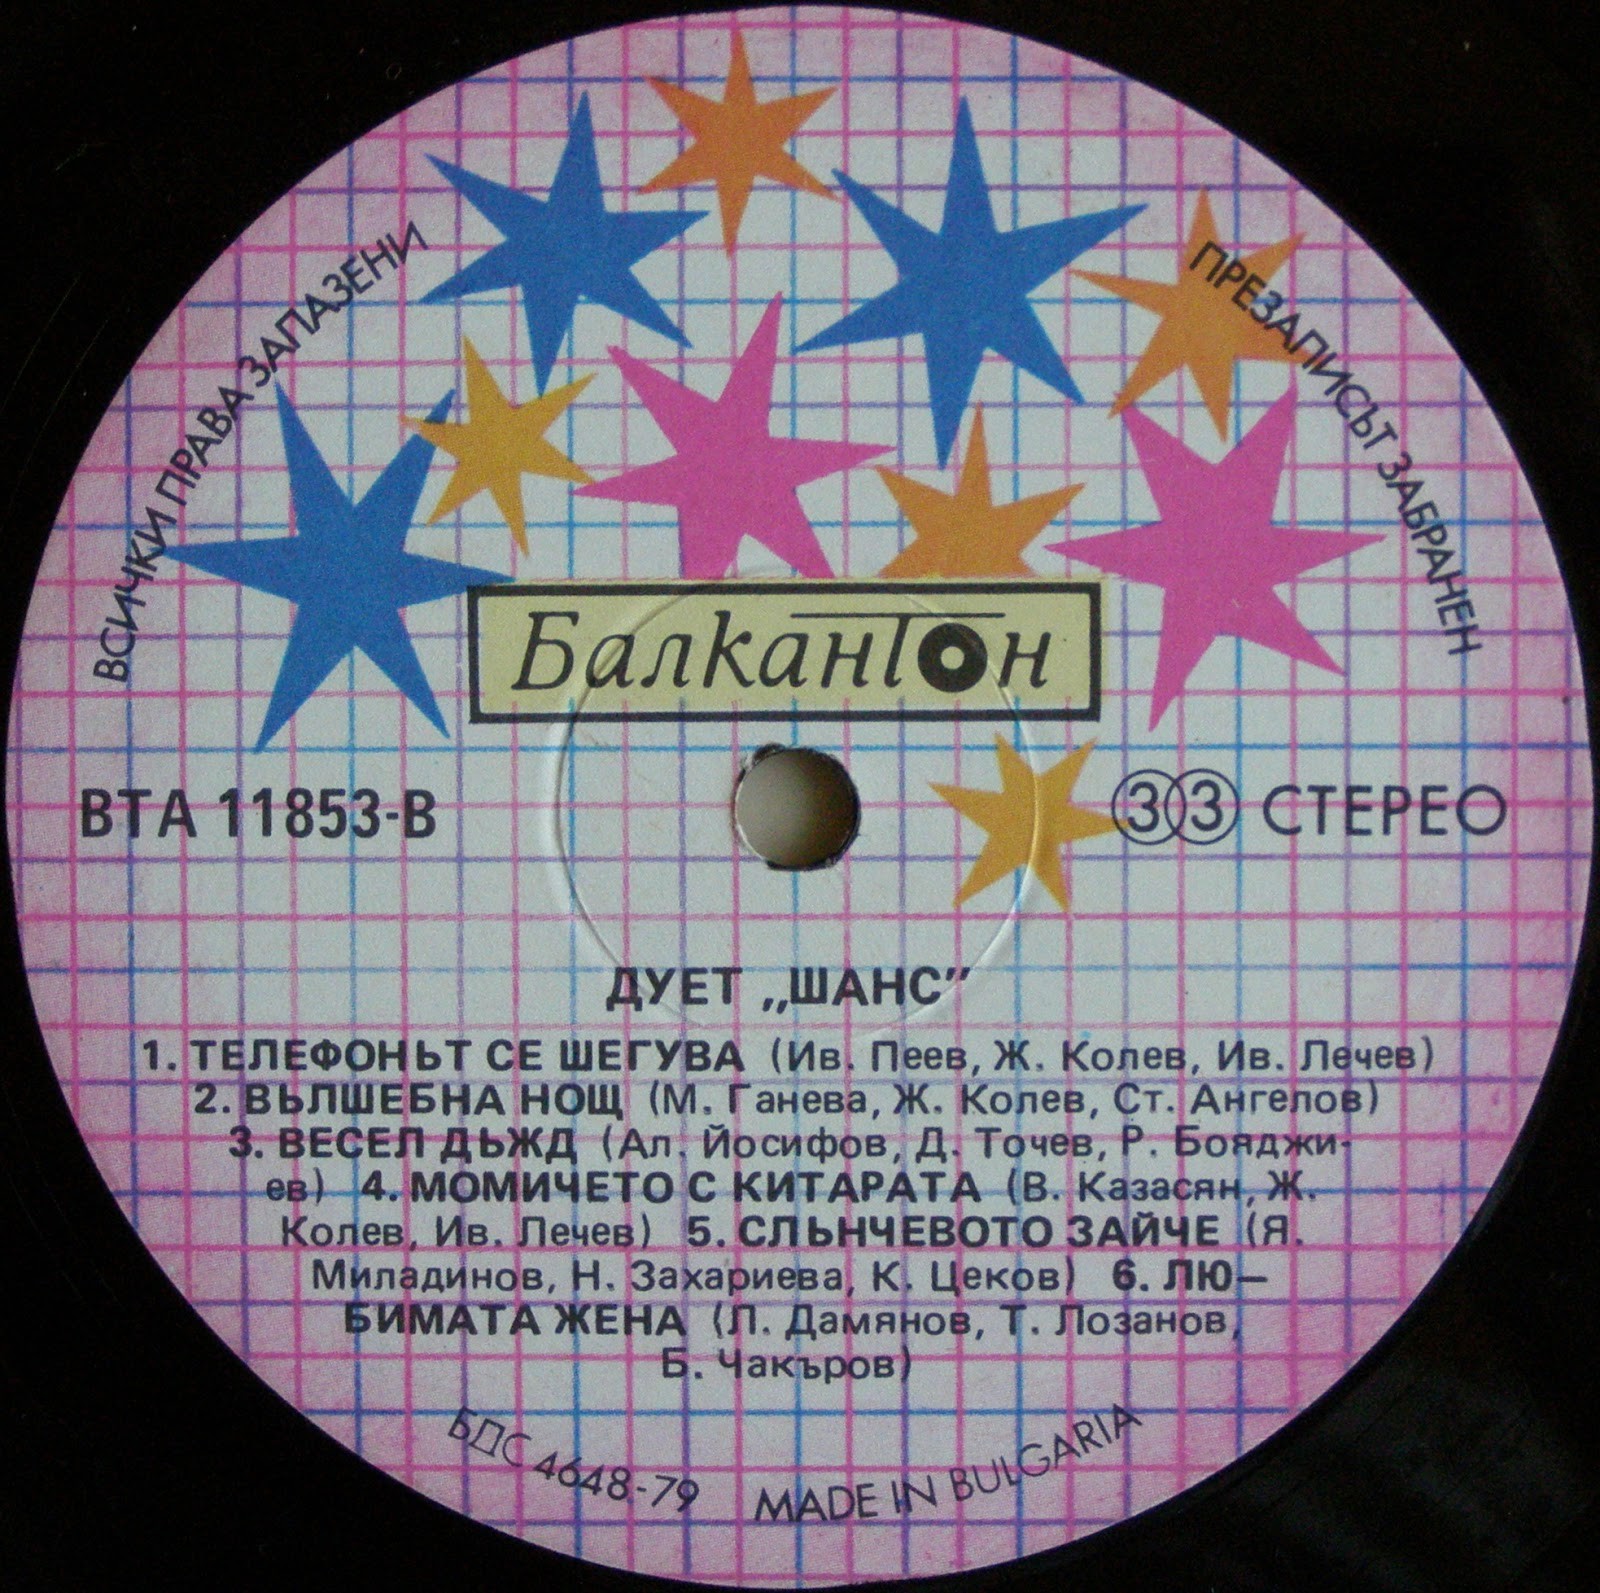 ВСИЧКИ ПРАВА ЗАПАЗЕНИ
ПРЕЗАПИСЪТ ЗАБРАНЕН
Балкантон
ВТА 11853-В
33 СТЕРЕО
ДУЕТ „ШАНС”
1. ТЕЛЕФОНЪТ СЕ ШЕГУВА (Ив. Пеев, Ж. Колев, Ив. Лечев)
2. ВЪЛШЕБНА НОЩ (М. Ганева, Ж. Колев, Ст. Ангелов)
3. ВЕСЕЛ ДЪЖД (Ал. Йосифов, Д. Точев, Р. Бояджи-
ев) 4. МОМИЧЕТО С КИТАРАТА (В. Казасян, Ж.
Колев, Ив. Лечев) 5. СЛЪНЧЕВОТО ЗАЙЧЕ (Я.
Миладинов, Н. Захариева, К. Цеков) 6. ЛЮ—
БИМАТА ЖЕНА (Л. Дамянов, Т. Лозанов,
Б. Чакъров)
БДС 4648-79 MADE IN BULGARIA